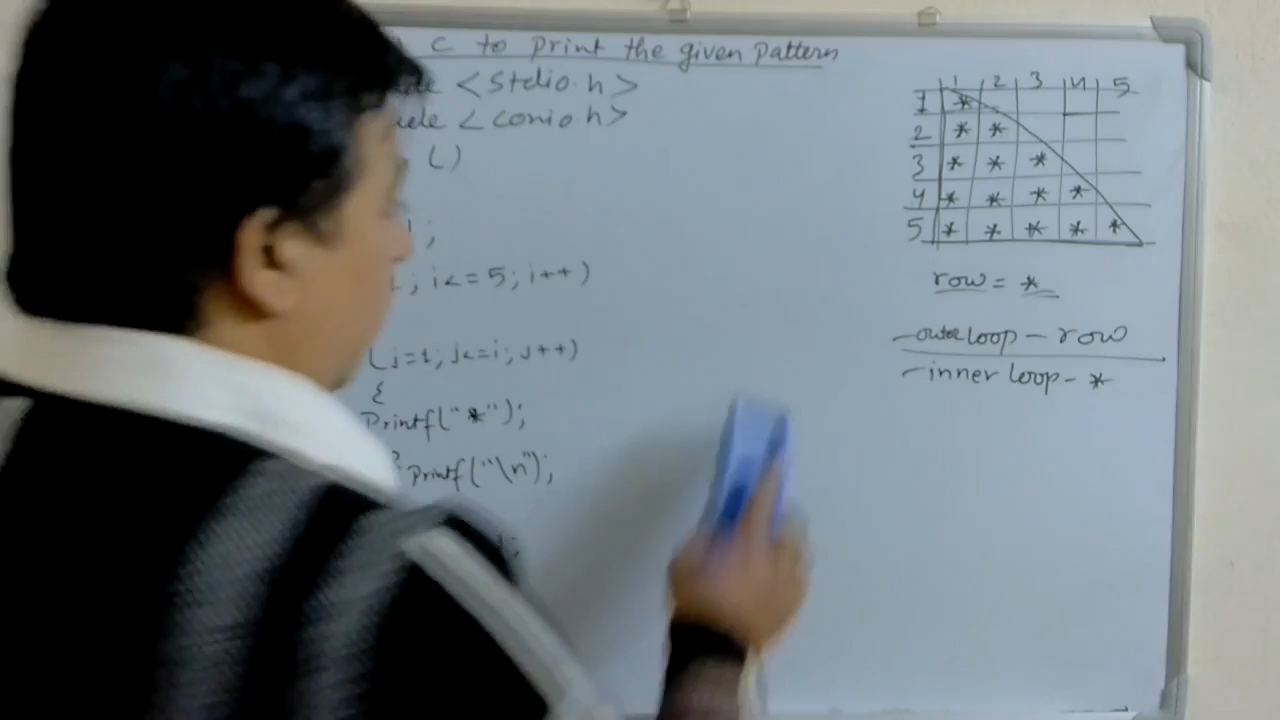 c to Print the given Pattern
<stdio.h>
<conio.h>
()
;
; i<=5; i++)
(j=1; j<=i; j++)
{
Printf("*");
} Printf("\n");
;
1 2 3 4 5
1 *
2 * *
3 * * *
4 * * * *
5 * * * * *
row = *
-outer loop - row
-inner loop - *